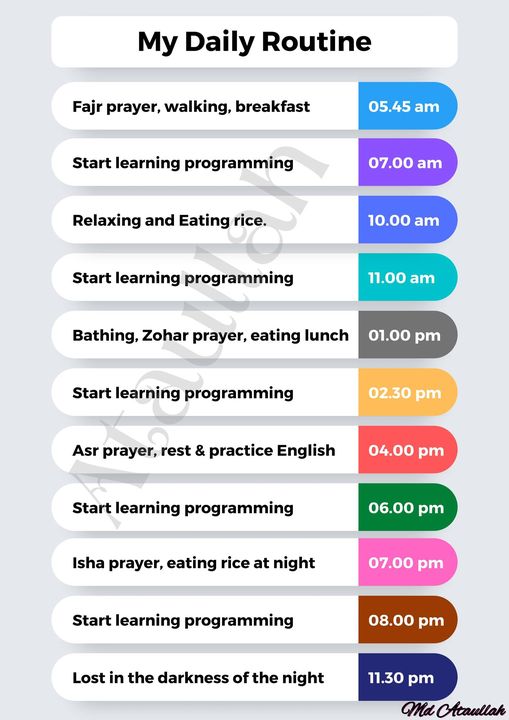 My Daily Routine
Fajr prayer, walking, breakfast 05.45 am
Start learning programming 07.00 am
Relaxing and Eating rice. 10.00 am
Start learning programming 11.00 am
Bathing, Zohar prayer, eating lunch 01.00 pm
Start learning programming 02.30 pm
Asr prayer, rest & practice English 04.00 pm
Start learning programming 06.00 pm
Isha prayer, eating rice at night 07.00 pm
Start learning programming 08.00 pm
Lost in the darkness of the night 11.30 pm
Ataullah
Md Ataullah